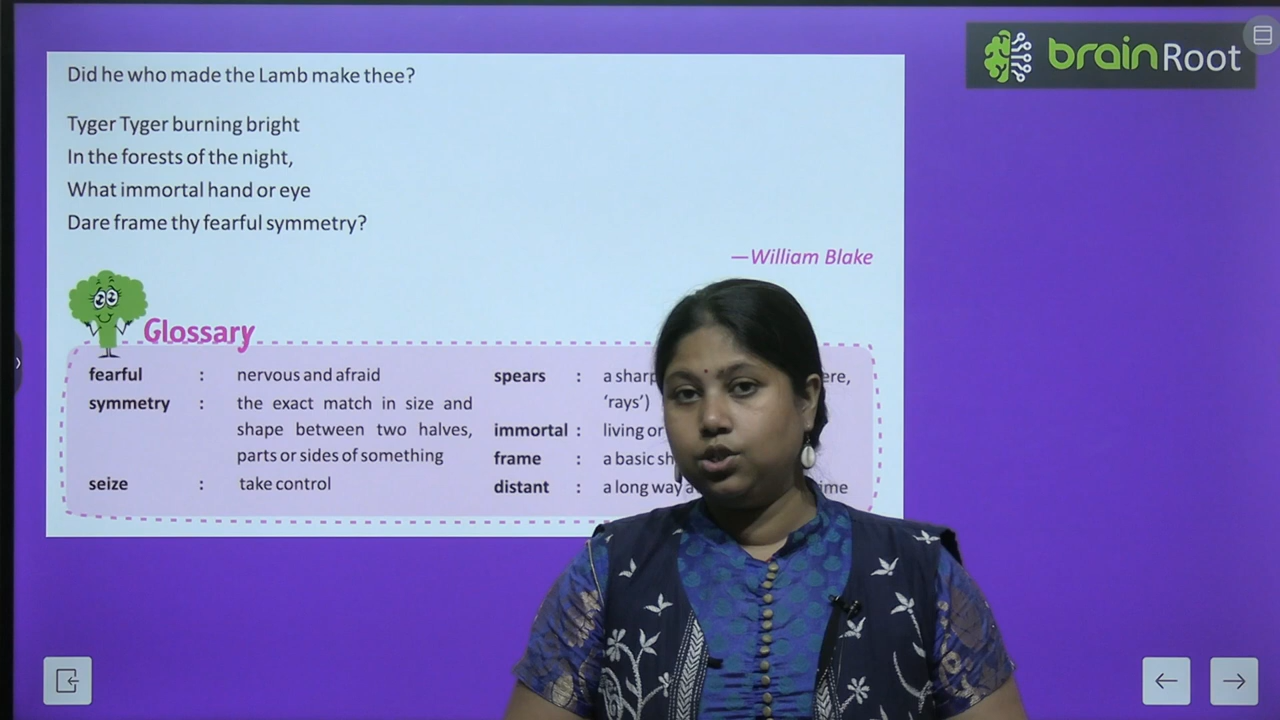 brainRoot
Did he who made the Lamb make thee?
Tyger Tyger burning bright
In the forests of the night,
What immortal hand or eye
Dare frame thy fearful symmetry?
—William Blake
Glossary
fearful : nervous and afraid
symmetry : the exact match in size and
shape between two halves,
parts or sides of something
seize : take control
spears : a sharp
‘rays’)
immortal : living or
frame : a basic
distant : a long way